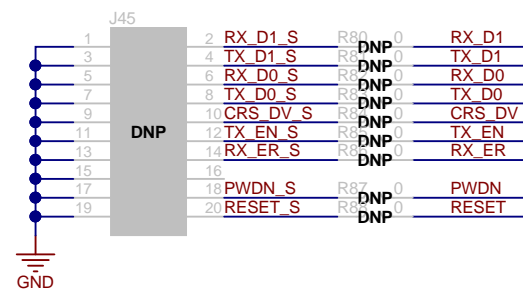 J45
1 2 RX_D1_S R80 0 RX_D1
DNP
3 4 TX_D1_S 0 TX_D1
DNP
5 6 RX_D0_S 0 RX_D0
DNP
7 8 TX_D0_S 0 TX_D0
DNP
9 10 CRS_DV_S 0 CRS_DV
DNP
11 DNP 12 TX_EN_S 0 TX_EN
DNP
13 14 RX_ER_S R86 0 RX_ER
DNP
15 16
17 18 PWDN_S R87 0 PWDN
DNP
19 20 RESET_S R88 0 RESET
DNP
GND